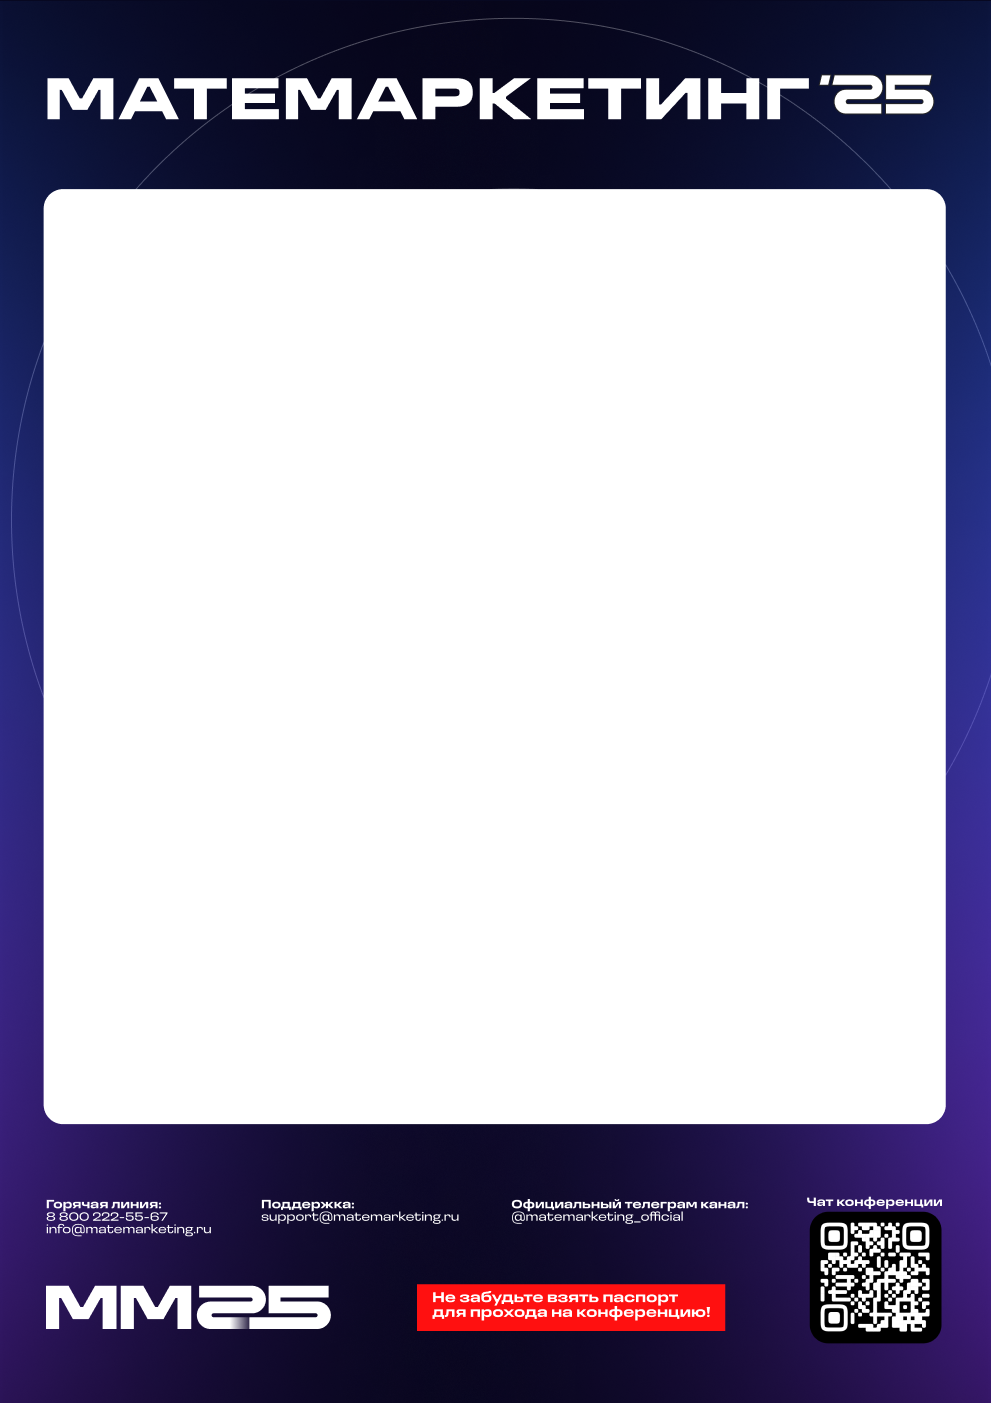 МАТЕМАРКЕТИНГ'25
Горячая линия:
8 800 222-55-67
info@matemarketing.ru
Поддержка:
support@matemarketing.ru
Официальный телеграм канал:
@matemarketing_official
Чат конференции
ММ25
Не забудьте взять паспорт
для прохода на конференцию!